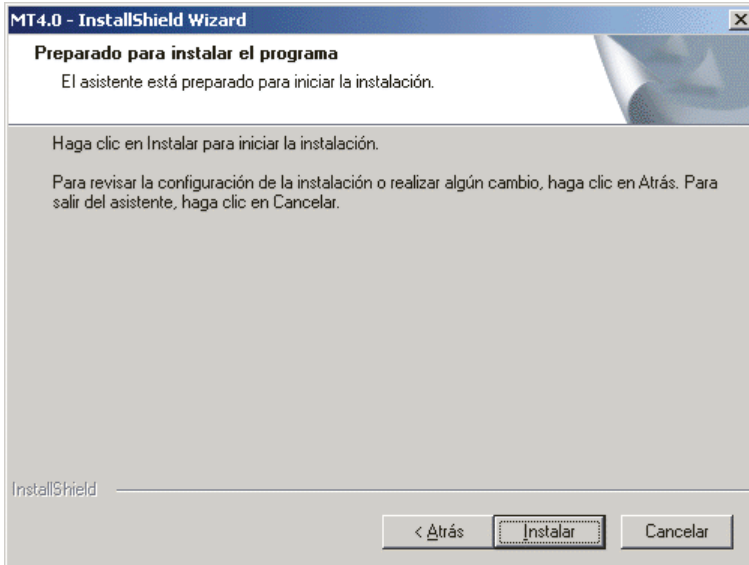 MT4.0 - InstallShield Wizard
Preparado para instalar el programa
El asistente está preparado para iniciar la instalación.
Haga clic en Instalar para iniciar la instalación.
Para revisar la configuración de la instalación o realizar algún cambio, haga clic en Atrás. Para
salir del asistente, haga clic en Cancelar.
InstallShield
< Atrás Instalar Cancelar